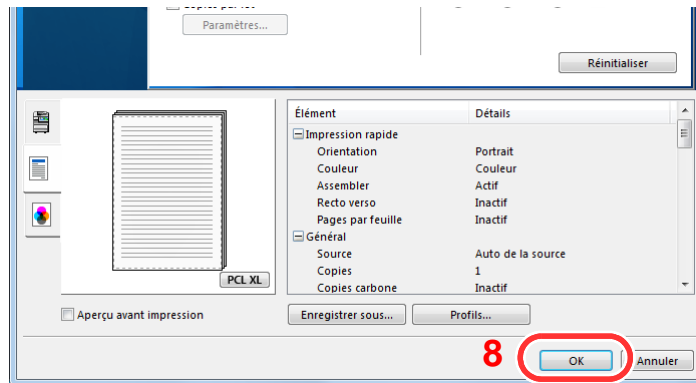 Paramètres...
Réinitialiser
Élément Détails
Impression rapide
Orientation Portrait
Couleur Couleur
Assembler Actif
Recto verso Inactif
Pages par feuille Inactif
Général
Source Auto de la source
Copies 1
Copies carbone Inactif
PCL XL
Aperçu avant impression
Enregistrer sous... Profils...
8 OK Annuler